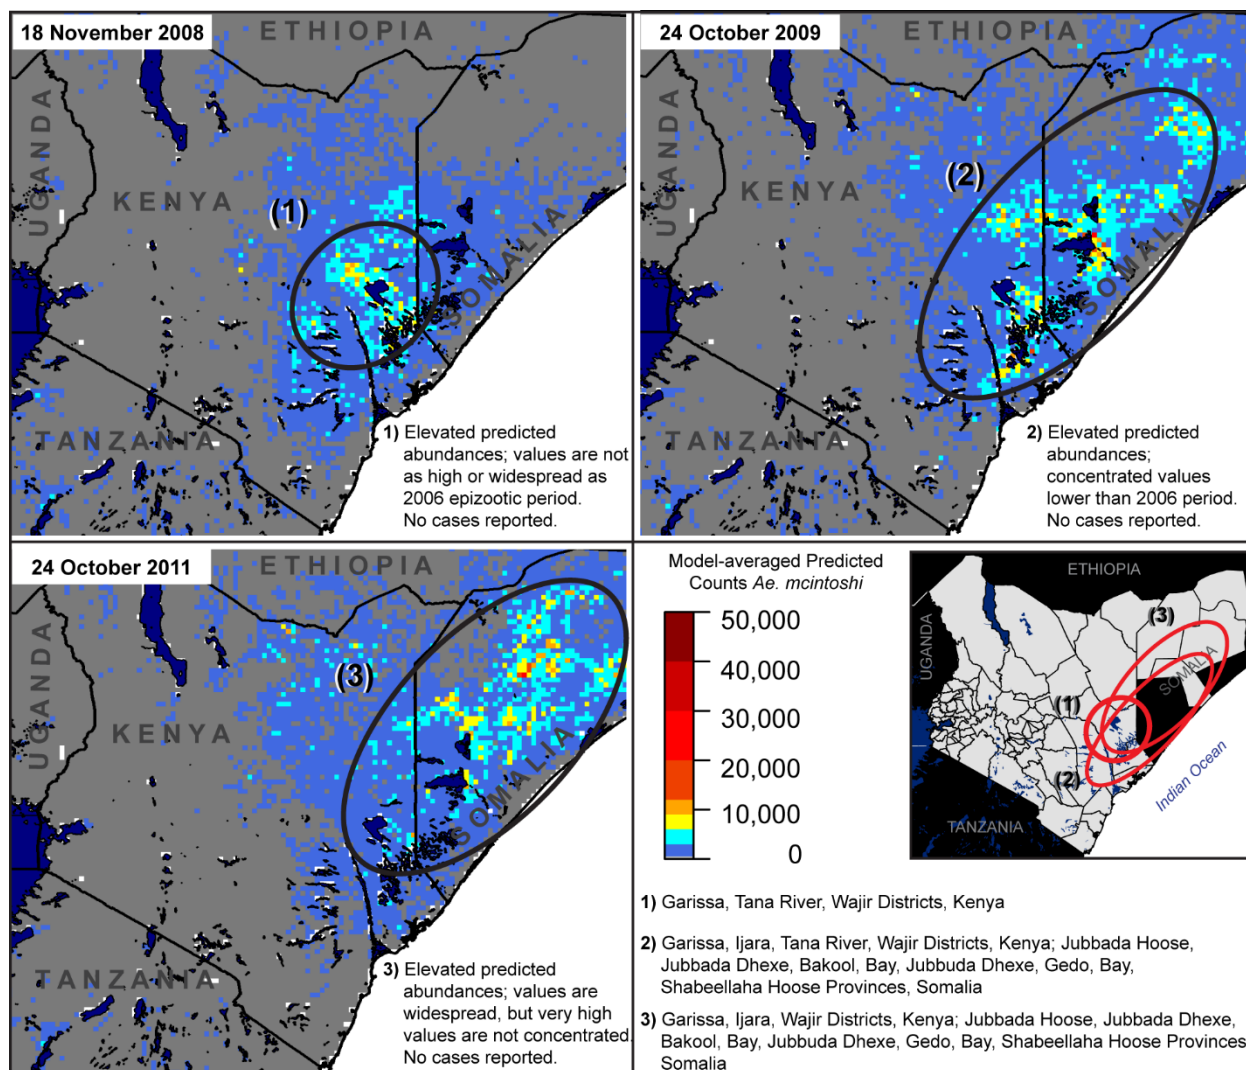 18 November 2008
ETHIOPIA
UGANDA
KENYA
(1)
SOMALIA
TANZANIA
1) Elevated predicted
abundances; values are not
as high or widespread as
2006 epizootic period.
No cases reported.
24 October 2009
ETHIOPIA
UGANDA
KENYA
(2)
SOMALIA
TANZANIA
2) Elevated predicted
abundances;
concentrated values
lower than 2006 period.
No cases reported.
24 October 2011
ETHIOPIA
UGANDA
KENYA
(3)
SOMALIA
TANZANIA
3) Elevated predicted
abundances; values are
widespread, but very high
values are not concentrated.
No cases reported.
Model-averaged Predicted
Counts Ae. mcintoshi
50,000
40,000
30,000
20,000
10,000
0
ETHIOPIA
UGANDA
(3)
SOMALIA
(1)
(2)
Indian Ocean
TANZANIA
1) Garissa, Tana River, Wajir Districts, Kenya
2) Garissa, Ijara, Tana River, Wajir Districts, Kenya; Jubbada Hoose,
Jubbada Dhexe, Bakool, Bay, Jubbuda Dhexe, Gedo, Bay,
Shabeellaha Hoose Provinces, Somalia
3) Garissa, Ijara, Wajir Districts, Kenya; Jubbada Hoose, Jubbada Dhexe,
Bakool, Bay, Jubbuda Dhexe, Gedo, Bay, Shabeellaha Hoose Provinces
Somalia